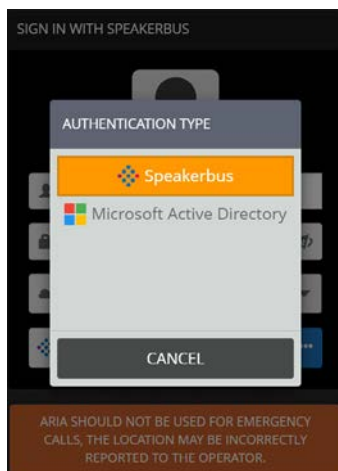 SIGN IN WITH SPEAKERBUS
AUTHENTICATION TYPE
Speakerbus
Microsoft Active Directory
CANCEL
ARIA SHOULD NOT BE USED FOR EMERGENCY
CALLS, THE LOCATION MAY BE INCORRECTLY
REPORTED TO THE OPERATOR.